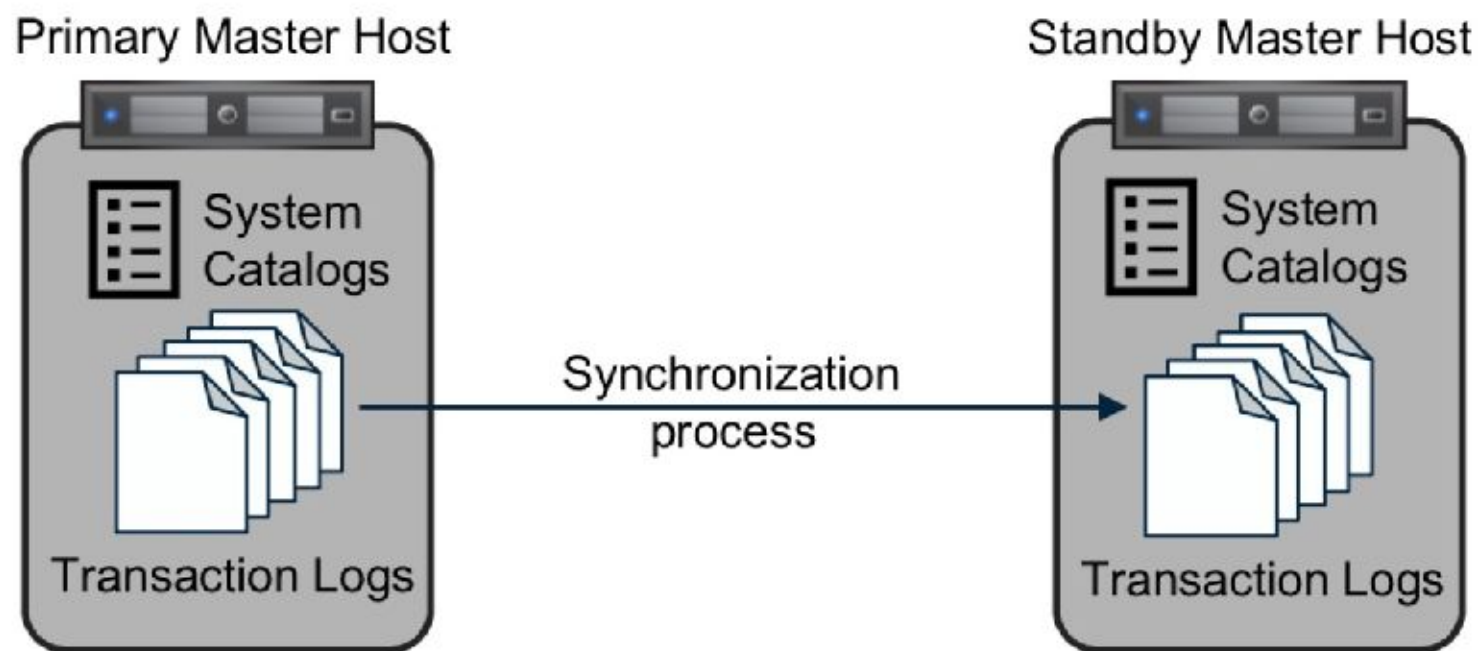 Primary Master Host
Standby Master Host
System
Catalogs
System
Catalogs
Synchronization
process
Transaction Logs
Transaction Logs